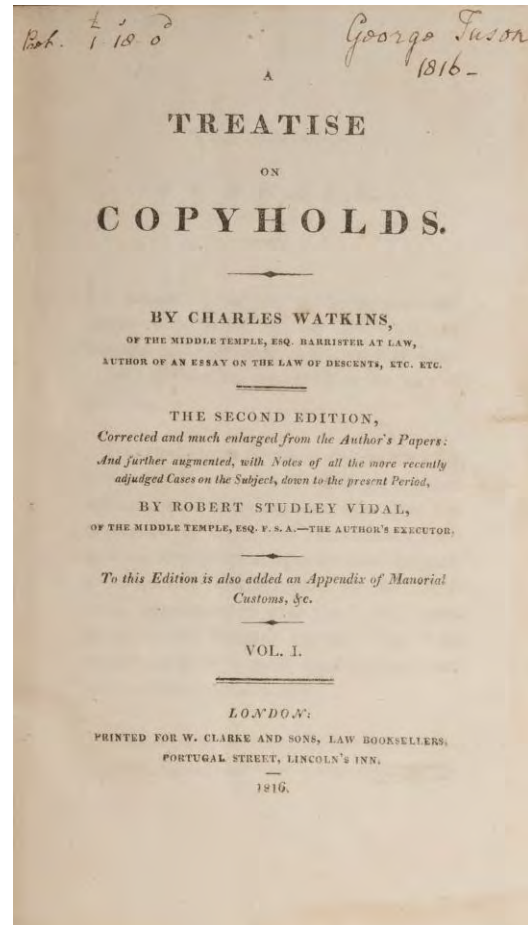 £ s d
1 18 0
George Tuson
1816 -
A
TREATISE
ON
COPYHOLDS.
BY CHARLES WATKINS,
OF THE MIDDLE TEMPLE, ESQ. BARRISTER AT LAW,
AUTHOR OF AN ESSAY ON THE LAW OF DESCENTS, ETC. ETC.
THE SECOND EDITION,
Corrected and much enlarged from the Author's Papers:
And further augmented, with Notes of all the more recently
adjudged Cases on the Subject, down to the present Period,
BY ROBERT STUDLEY VIDAL,
OF THE MIDDLE TEMPLE, ESQ. F. S. A.—THE AUTHOR'S EXECUTOR.
To this Edition is also added an Appendix of Manorial
Customs, &c.
VOL. I.
LONDON:
PRINTED FOR W. CLARKE AND SONS, LAW BOOKSELLERS,
PORTUGAL STREET, LINCOLN'S INN.
1816.